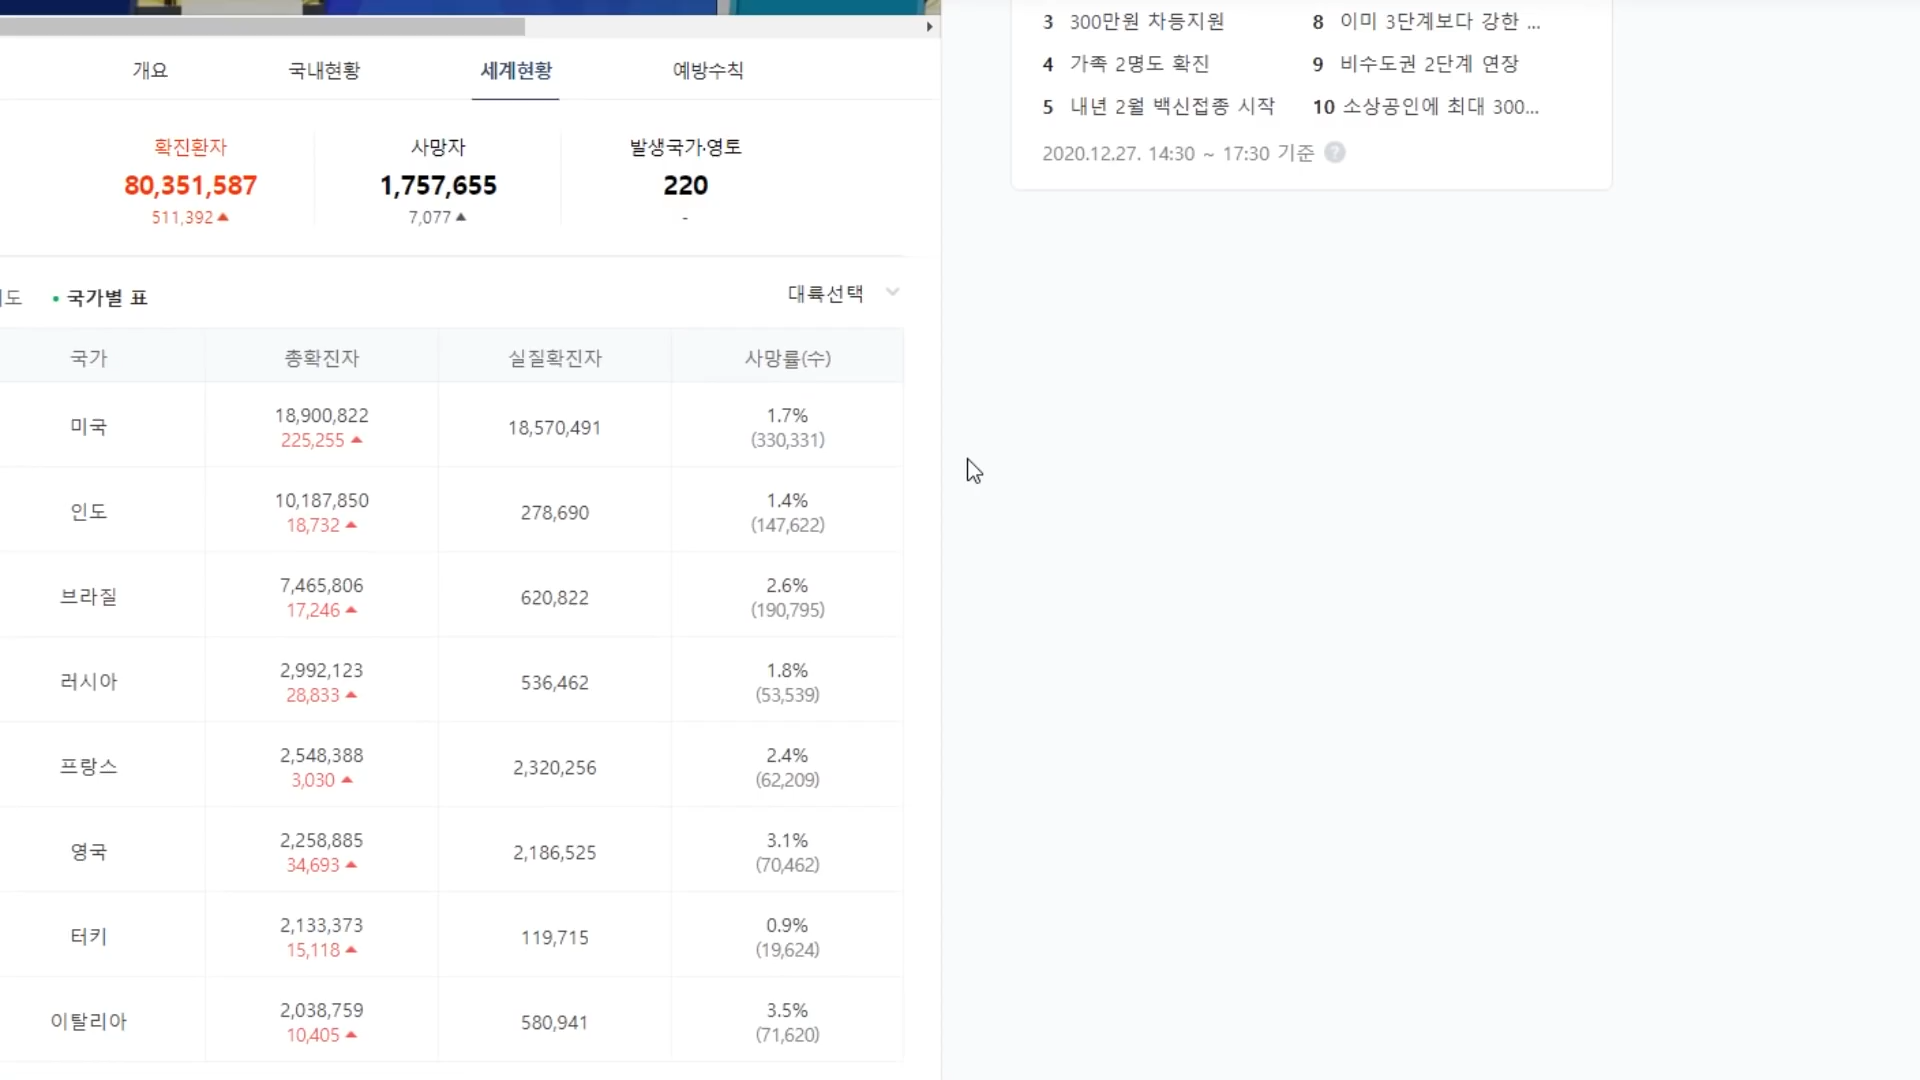 개요 국내현황 세계현황 예방수칙
확진환자 사망자 발생국가·영토
80,351,587 1,757,655 220
511,392▲ 7,077▲ -
도 • 국가별 표 대륙선택
국가 총확진자 실질확진자 사망률(수)
미국 18,900,822 18,570,491 1.7%
225,255▲ (330,331)
인도 10,187,850 278,690 1.4%
18,732▲ (147,622)
브라질 7,465,806 620,822 2.6%
17,246▲ (190,795)
러시아 2,992,123 536,462 1.8%
28,833▲ (53,539)
프랑스 2,548,388 2,320,256 2.4%
3,030▲ (62,209)
영국 2,258,885 2,186,525 3.1%
34,693▲ (70,462)
터키 2,133,373 119,715 0.9%
15,118▲ (19,624)
이탈리아 2,038,759 580,941 3.5%
10,405▲ (71,620)
3 300만원 차등지원 8 이미 3단계보다 강한 ...
4 가족 2명도 확진 9 비수도권 2단계 연장
5 내년 2월 백신접종 시작 10 소상공인에 최대 300...
2020.12.27. 14:30 ~ 17:30 기준 ?